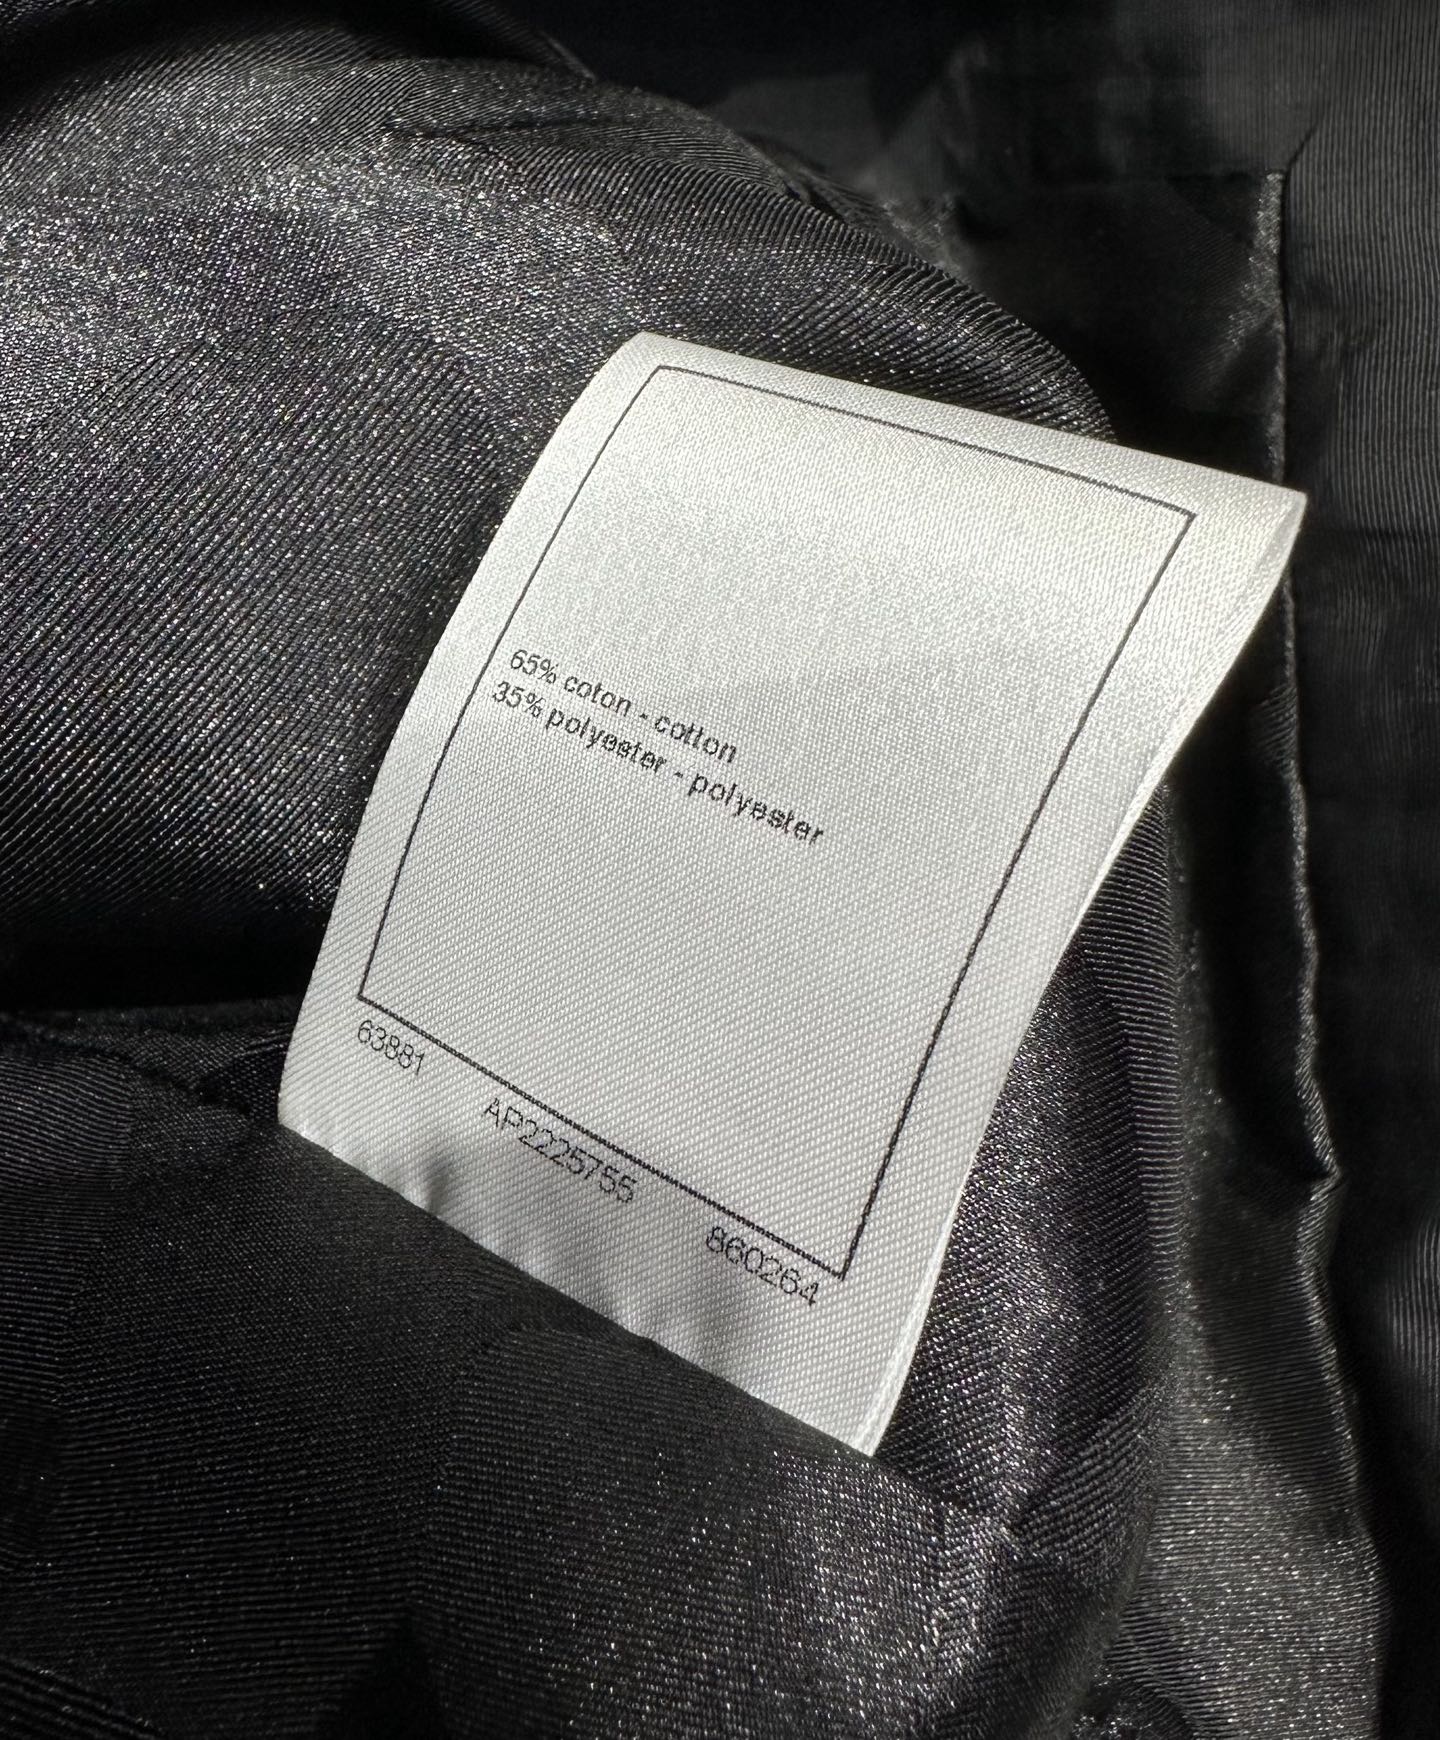 65% coton - cotton
35% polyester - polyester
63881
AP2225755
860264